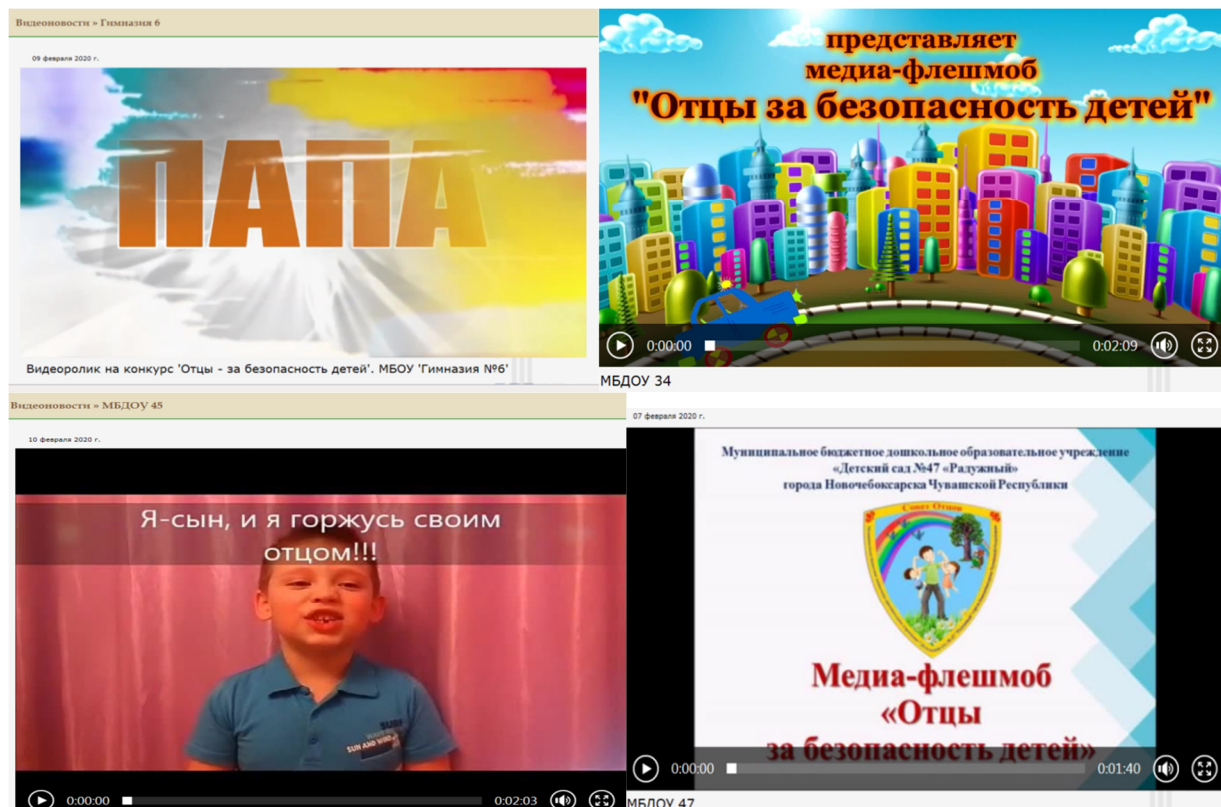 Видеоновости » Гимназия 6
09 февраля 2020 г.
ПАПА
Видеоролик на конкурс 'Отцы - за безопасность детей'. МБОУ 'Гимназия №6'
представляет
медиа-флешмоб
"Отцы за безопасность детей"
0:00:00
0:02:09
МБДОУ 34
Видеоновости » МБДОУ 45
10 февраля 2020 г.
Я-сын, и я горжусь своим
отцом!!!
SUN AND
0:00:00
0:02:03
07 февраля 2020 г.
Муниципальное бюджетное дошкольное образовательное учреждение
«Детский сад №47 «Радужный»
города Новочебоксарска Чувашской Республики
Совет Отцов
Медиа-флешмоб
«Отцы
за безопасность детей»
0:00:00
0:01:40
МБДОУ 47